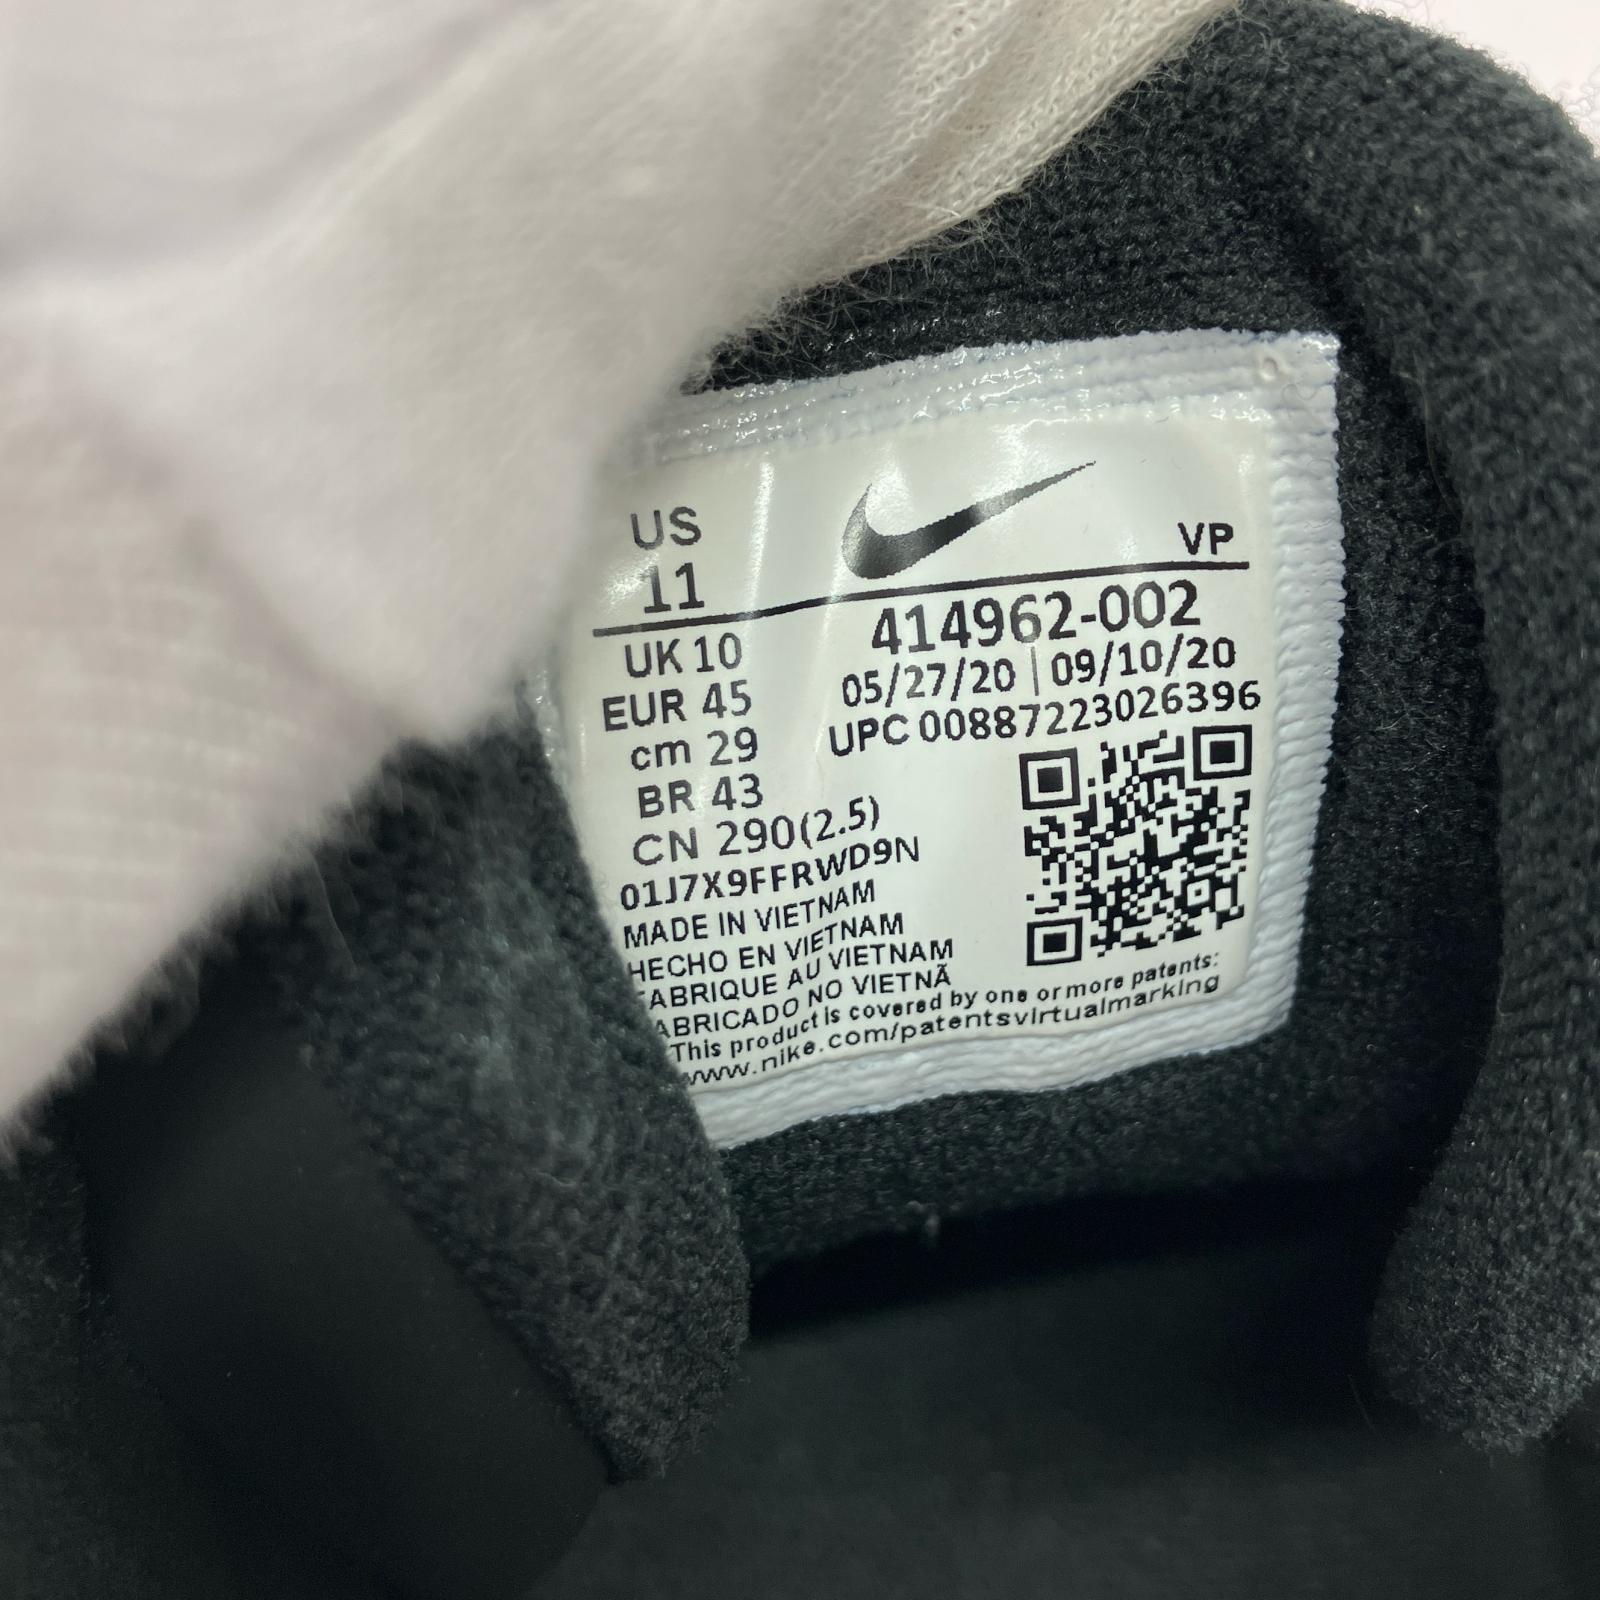 US
11
VP
UK 10
EUR 45
cm 29
BR 43
CN 290(2.5)
414962-002
05/27/20 | 09/10/20
UPC 00887223026396
01J7X9FFRWD9N
MADE IN VIETNAM
HECHO EN VIETNAM
FABRIQUE AU VIETNAM
FABRICADO NO VIETNÃ
This product is covered by one or more patents:
www.nike.com/patentsvirtualmarking